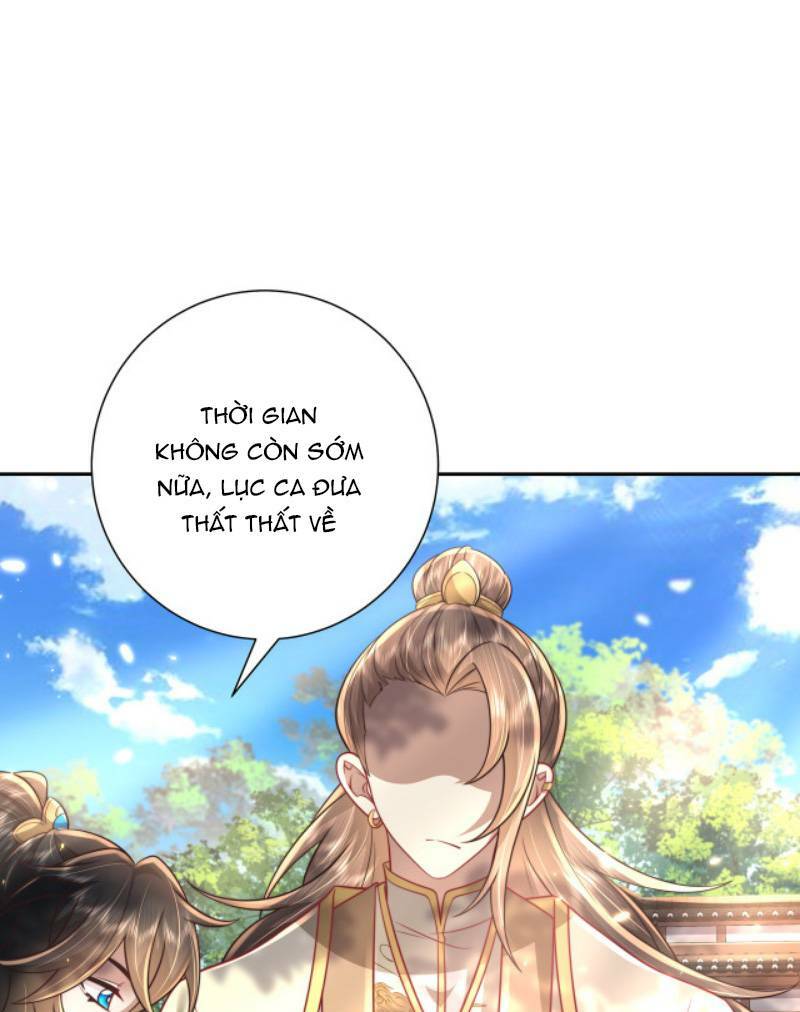 THỜI GIAN
KHÔNG CÒN SỚM
NỮA, LỤC CA ĐƯA
THẤT THẤT VỀ